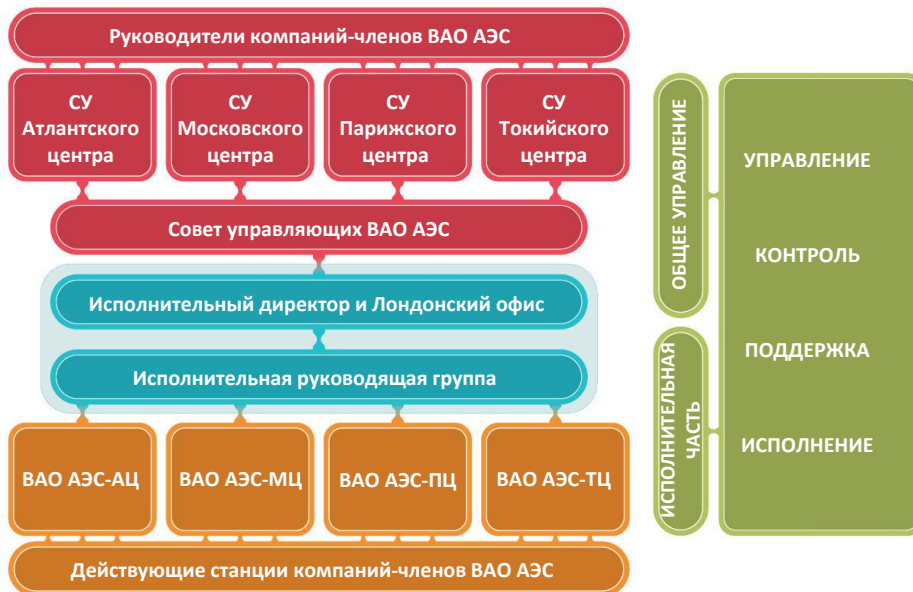 Руководители компаний-членов ВАО АЭС
СУ
Атлантского
центра
СУ
Московского
центра
СУ
Парижского
центра
СУ
Токийского
центра
Совет управляющих ВАО АЭС
Исполнительный директор и Лондонский офис
Исполнительная руководящая группа
ВАО АЭС-АЦ
ВАО АЭС-МЦ
ВАО АЭС-ПЦ
ВАО АЭС-ТЦ
Действующие станции компаний-членов ВАО АЭС
ОБЩЕЕ УПРАВЛЕНИЕ
ИСПОЛНИТЕЛЬНАЯ
ЧАСТЬ
УПРАВЛЕНИЕ
КОНТРОЛЬ
ПОДДЕРЖКА
ИСПОЛНЕНИЕ